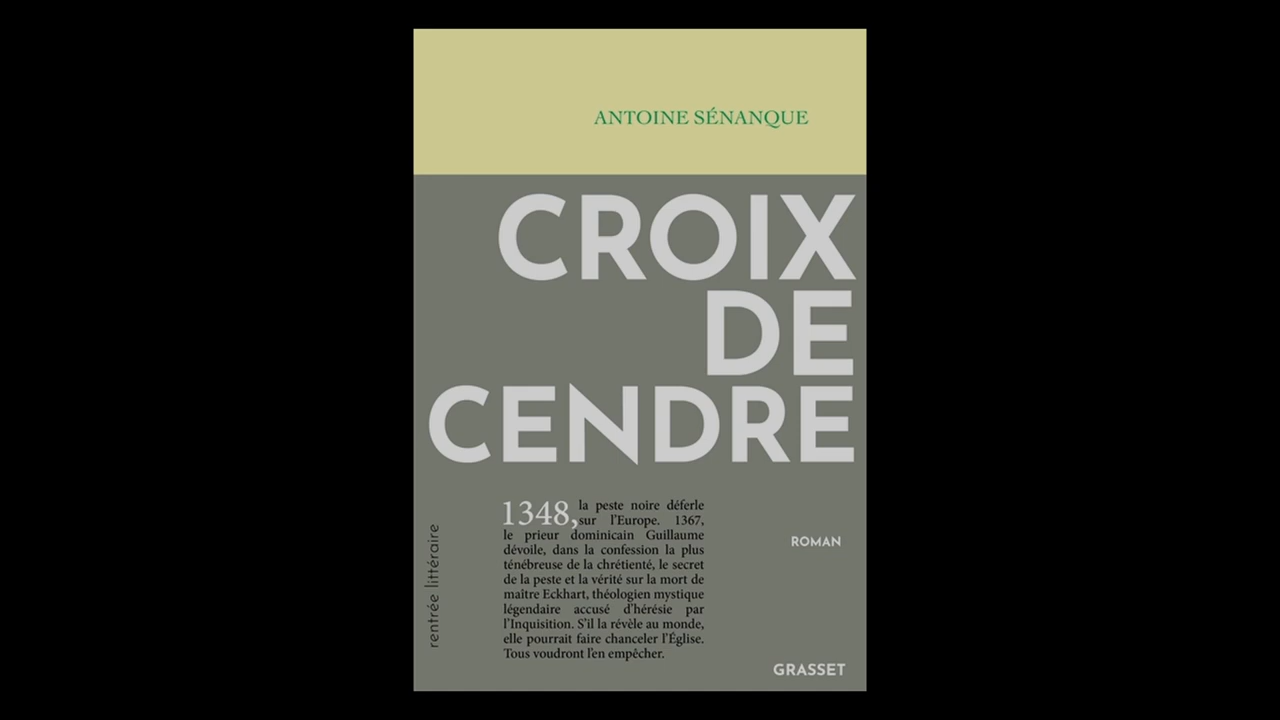 ANTOINE SÉNANQUE
CROIX
DE
CENDRE
1348, la peste noire déferle
sur l'Europe. 1367,
le prieur dominicain Guillaume
dévoile, dans la confession la plus
ténébreuse de la chrétienté, le secret
de la peste et la vérité sur la mort de
maître Eckhart, théologien mystique
légendaire accusé d'hérésie par
l'Inquisition. S'il la révèle au monde,
elle pourrait faire chanceler l'Église.
Tous voudront l'en empêcher.
ROMAN
rentrée littéraire
GRASSET